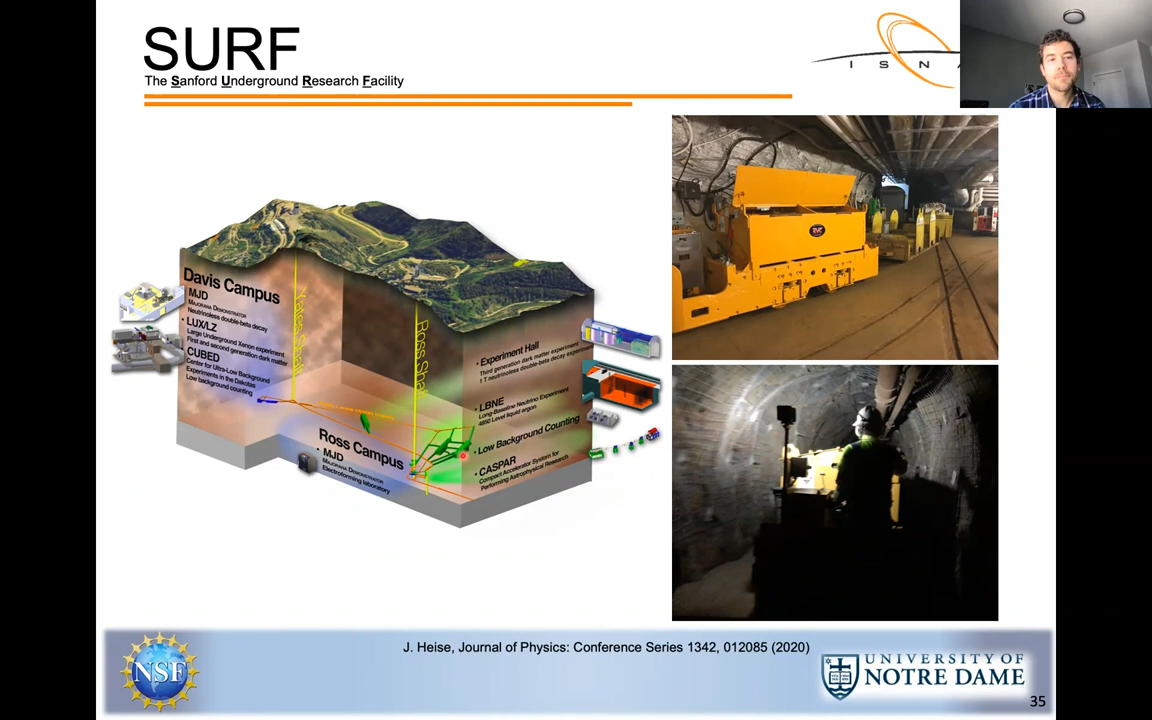 SURF
The Sanford Underground Research Facility
I S N A
Davis Campus
MJD
MAJORANA DEMONSTRATOR
Neutrinoless double-beta decay
• LUX/LZ
Large Underground Xenon experiment
First and second generation dark matter
CUBED
Center for Ultra-Low Background
Experiments in the Dakotas
Low background counting
Yates Shaft
Ross Shaft
• Experiment Hall
Third generation dark matter experiment
1 T neutrinoless double-beta decay experiment
• LBNE
Long-Baseline Neutrino Experiment
4850 Level liquid argon
• Low Background Counting
• CASPAR
Compact Accelerator System for
Performing Astrophysical Research
Ross Campus
• MJD
MAJORANA DEMONSTRATOR
Electroforming laboratory
J. Heise, Journal of Physics: Conference Series 1342, 012085 (2020)
NSF
UNIVERSITY OF
NOTRE DAME
35